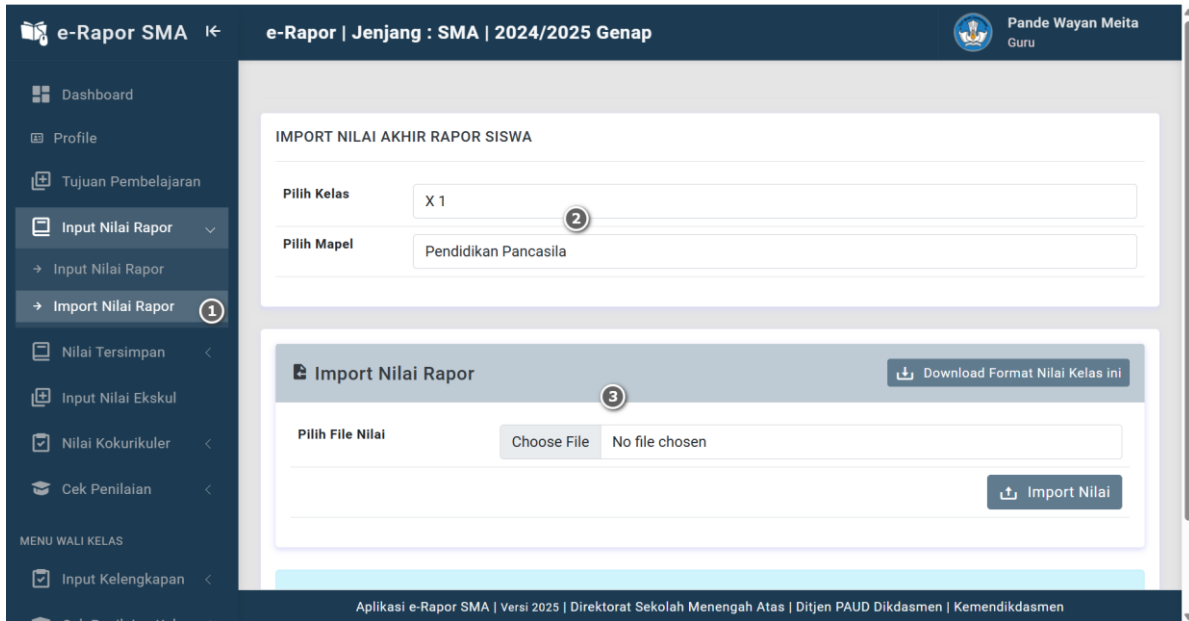 e-Rapor SMA
e-Rapor | Jenjang : SMA | 2024/2025 Genap
Pande Wayan Meita
Guru
Dashboard
Profile
Tujuan Pembelajaran
Input Nilai Rapor
Input Nilai Rapor
Import Nilai Rapor
1
Nilai Tersimpan
Input Nilai Ekskul
Nilai Kokurikuler
Cek Penilaian
MENU WALI KELAS
Input Kelengkapan
IMPORT NILAI AKHIR RAPOR SISWA
Pilih Kelas
X 1
2
Pilih Mapel
Pendidikan Pancasila
Import Nilai Rapor
Download Format Nilai Kelas ini
3
Pilih File Nilai
Choose File No file chosen
Import Nilai
Aplikasi e-Rapor SMA | Versi 2025 | Direktorat Sekolah Menengah Atas | Ditjen PAUD Dikdasmen | Kemendikdasmen